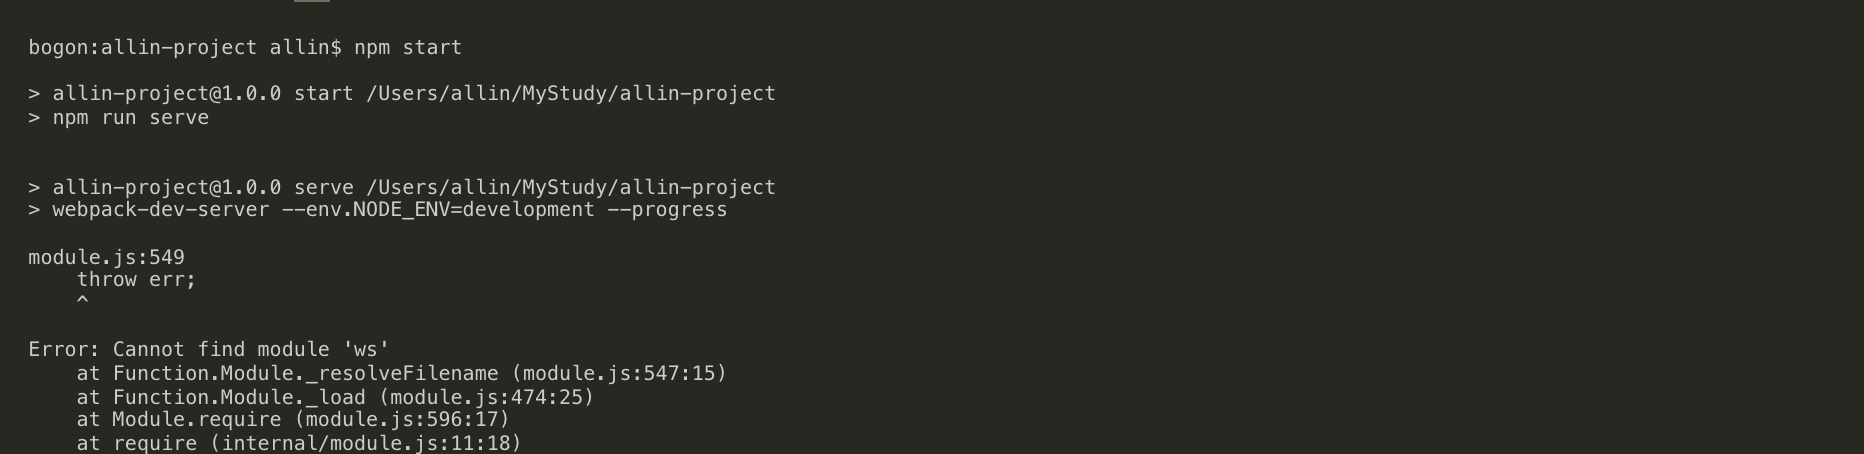 bogon:allin-project allin$ npm start
> allin-project@1.0.0 start /Users/allin/MyStudy/allin-project
> npm run serve
> allin-project@1.0.0 serve /Users/allin/MyStudy/allin-project
> webpack-dev-server --env.NODE_ENV=development --progress
module.js:549
    throw err;
    ^
Error: Cannot find module 'ws'
    at Function.Module._resolveFilename (module.js:547:15)
    at Function.Module._load (module.js:474:25)
    at Module.require (module.js:596:17)
    at require (internal/module.js:11:18)